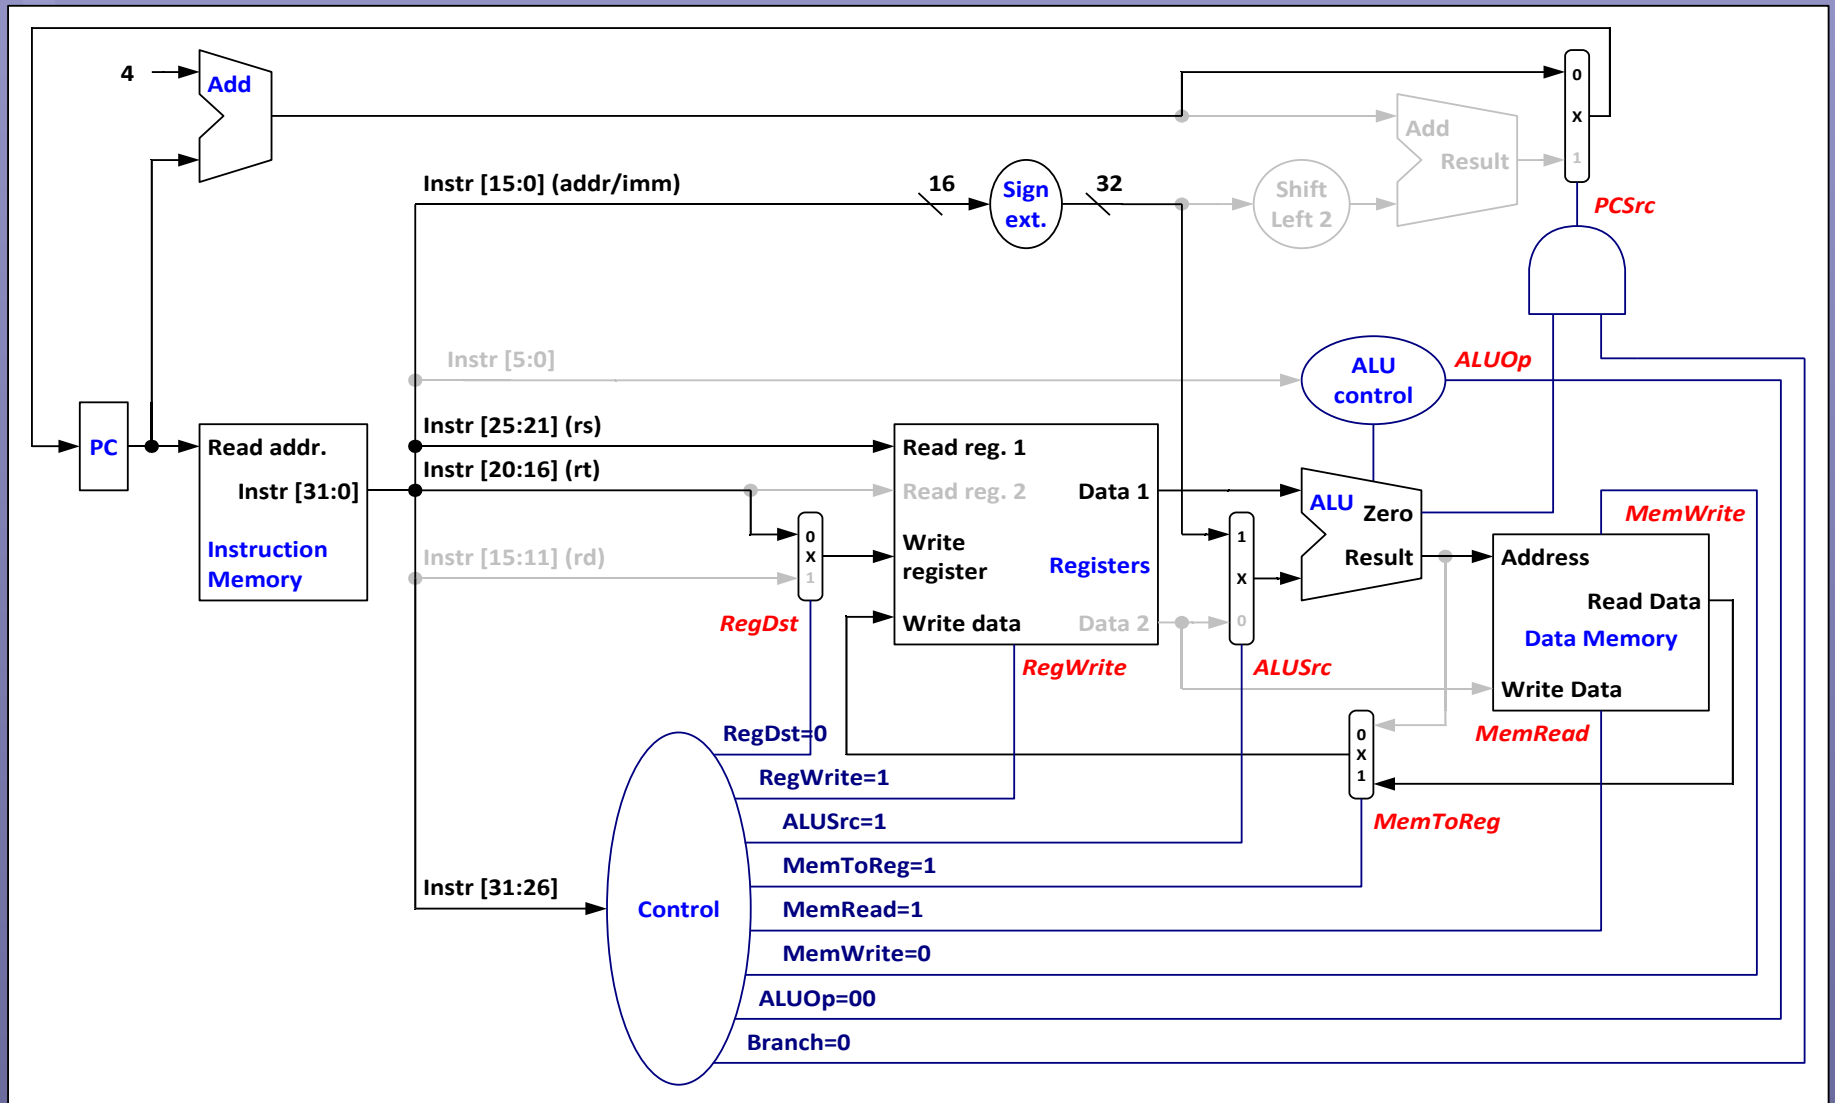 4
Add
0
X
1
Add
Result
Instr [15:0] (addr/imm)
16
Sign
ext.
32
Shift
Left 2
PCSrc
Instr [5:0]
ALU
control
ALUOp
PC
Read addr.
Instr [31:0]
Instruction
Memory
Instr [25:21] (rs)
Instr [20:16] (rt)
Instr [15:11] (rd)
0
X
1
RegDst
Read reg. 1
Read reg. 2
Write
register
Write data
Data 1
Registers
Data 2
RegWrite
1
X
0
ALUSrc
ALU
Zero
Result
MemWrite
Address
Read Data
Data Memory
Write Data
MemRead
0
X
1
MemToReg
Instr [31:26]
Control
RegDst=0
RegWrite=1
ALUSrc=1
MemToReg=1
MemRead=1
MemWrite=0
ALUOp=00
Branch=0